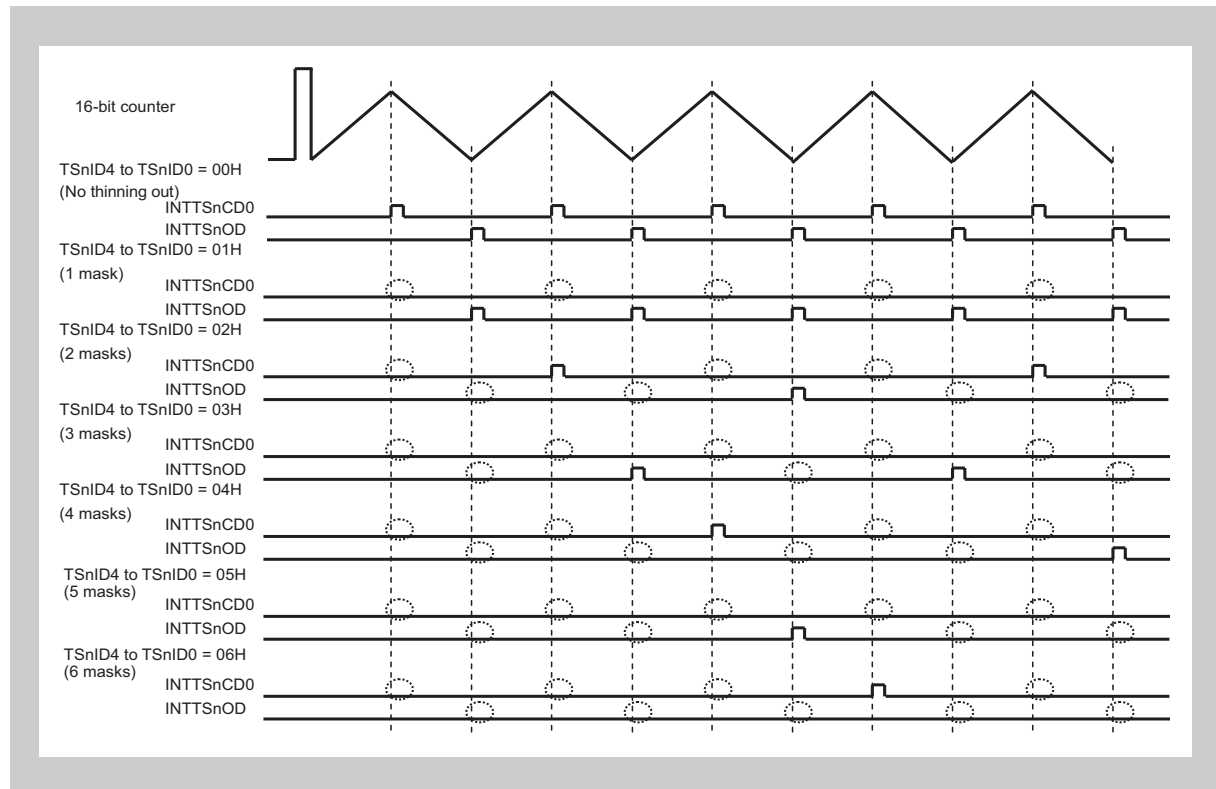 16-bit counter
TSnID4 to TSnID0 = 00H
(No thinning out)
INTTSnCD0
INTTSnOD
TSnID4 to TSnID0 = 01H
(1 mask)
INTTSnCD0
INTTSnOD
TSnID4 to TSnID0 = 02H
(2 masks)
INTTSnCD0
INTTSnOD
TSnID4 to TSnID0 = 03H
(3 masks)
INTTSnCD0
INTTSnOD
TSnID4 to TSnID0 = 04H
(4 masks)
INTTSnCD0
INTTSnOD
TSnID4 to TSnID0 = 05H
(5 masks)
INTTSnCD0
INTTSnOD
TSnID4 to TSnID0 = 06H
(6 masks)
INTTSnCD0
INTTSnOD